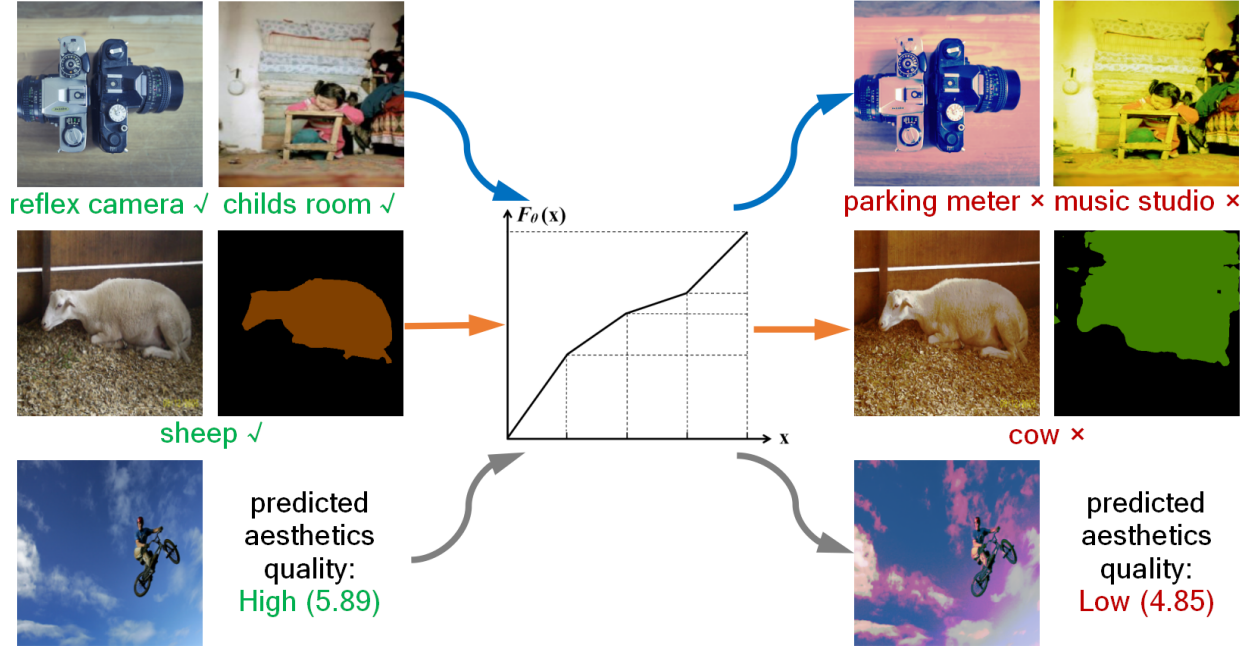 reflex camera √
childs room √
parking meter ×
music studio ×
F_θ (x)
x
sheep √
cow ×
predicted
aesthetics
quality:
High (5.89)
predicted
aesthetics
quality:
Low (4.85)